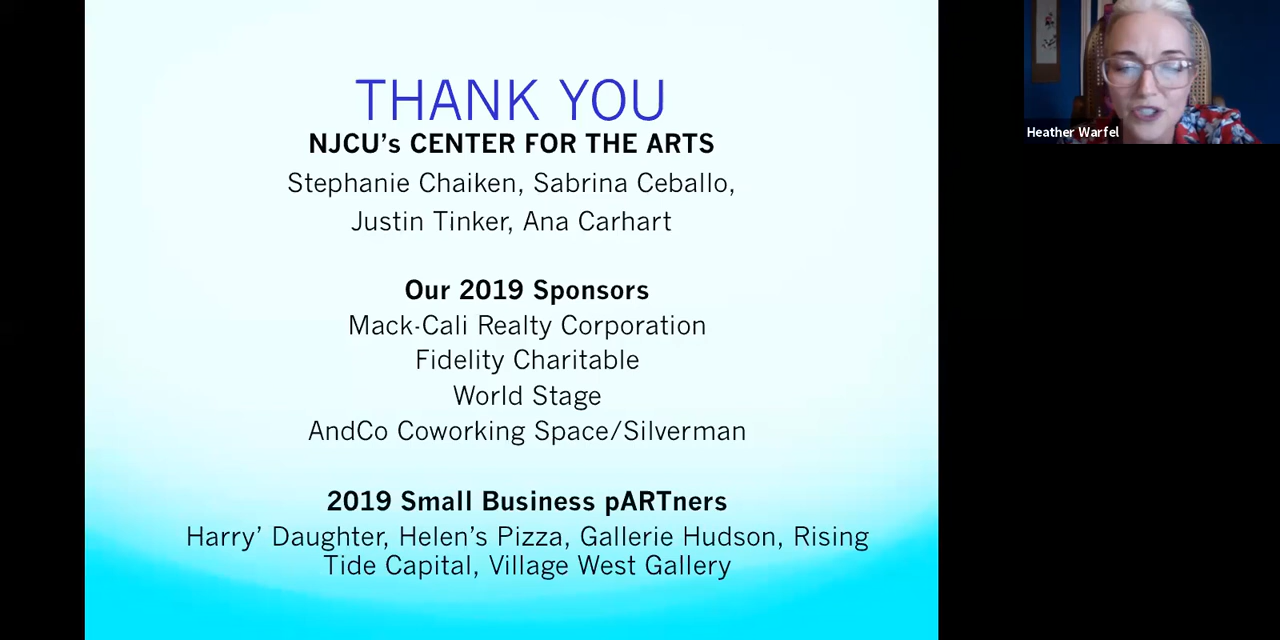 THANK YOU
NJCU's CENTER FOR THE ARTS
Stephanie Chaiken, Sabrina Ceballo,
Justin Tinker, Ana Carhart
Our 2019 Sponsors
Mack-Cali Realty Corporation
Fidelity Charitable
World Stage
AndCo Coworking Space/Silverman
2019 Small Business pARTners
Harry’ Daughter, Helen’s Pizza, Gallerie Hudson, Rising
Tide Capital, Village West Gallery
Heather Warfel